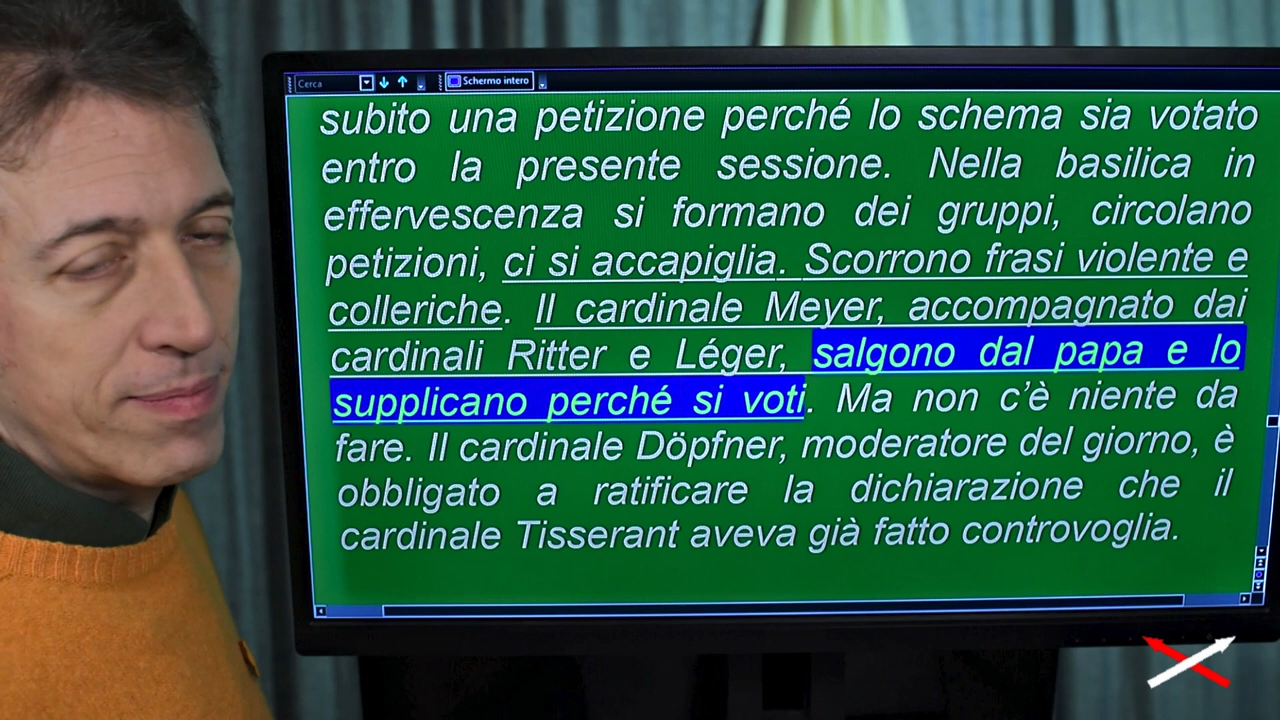 Cerca
Schermo intero
subito una petizione perché lo schema sia votato
entro la presente sessione. Nella basilica in
effervescenza si formano dei gruppi, circolano
petizioni, ci si accapiglia. Scorrono frasi violente e
colleriche. Il cardinale Meyer, accompagnato dai
cardinali Ritter e Léger, salgono dal papa e lo
supplicano perché si voti. Ma non c’è niente da
fare. Il cardinale Döpfner, moderatore del giorno, è
obbligato a ratificare la dichiarazione che il
cardinale Tisserant aveva già fatto controvoglia.